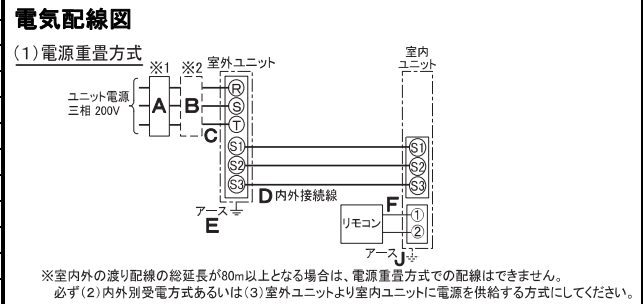 電気配線図
(1)電源重畳方式
※1 ※2 室外ユニット
室内
ユニット
ユニット電源
三相 200V
A
B
C
R
S
T
S1
S2
S3
S1
S2
S3
D 内外接続線
アース
E
リモコン
F
①
②
アース J
※室内外の渡り配線の総延長が80m以上となる場合は、電源重畳方式での配線はできません。
必ず(2)内外別受電方式あるいは(3)室外ユニットより室内ユニットに電源を供給する方式にしてください。